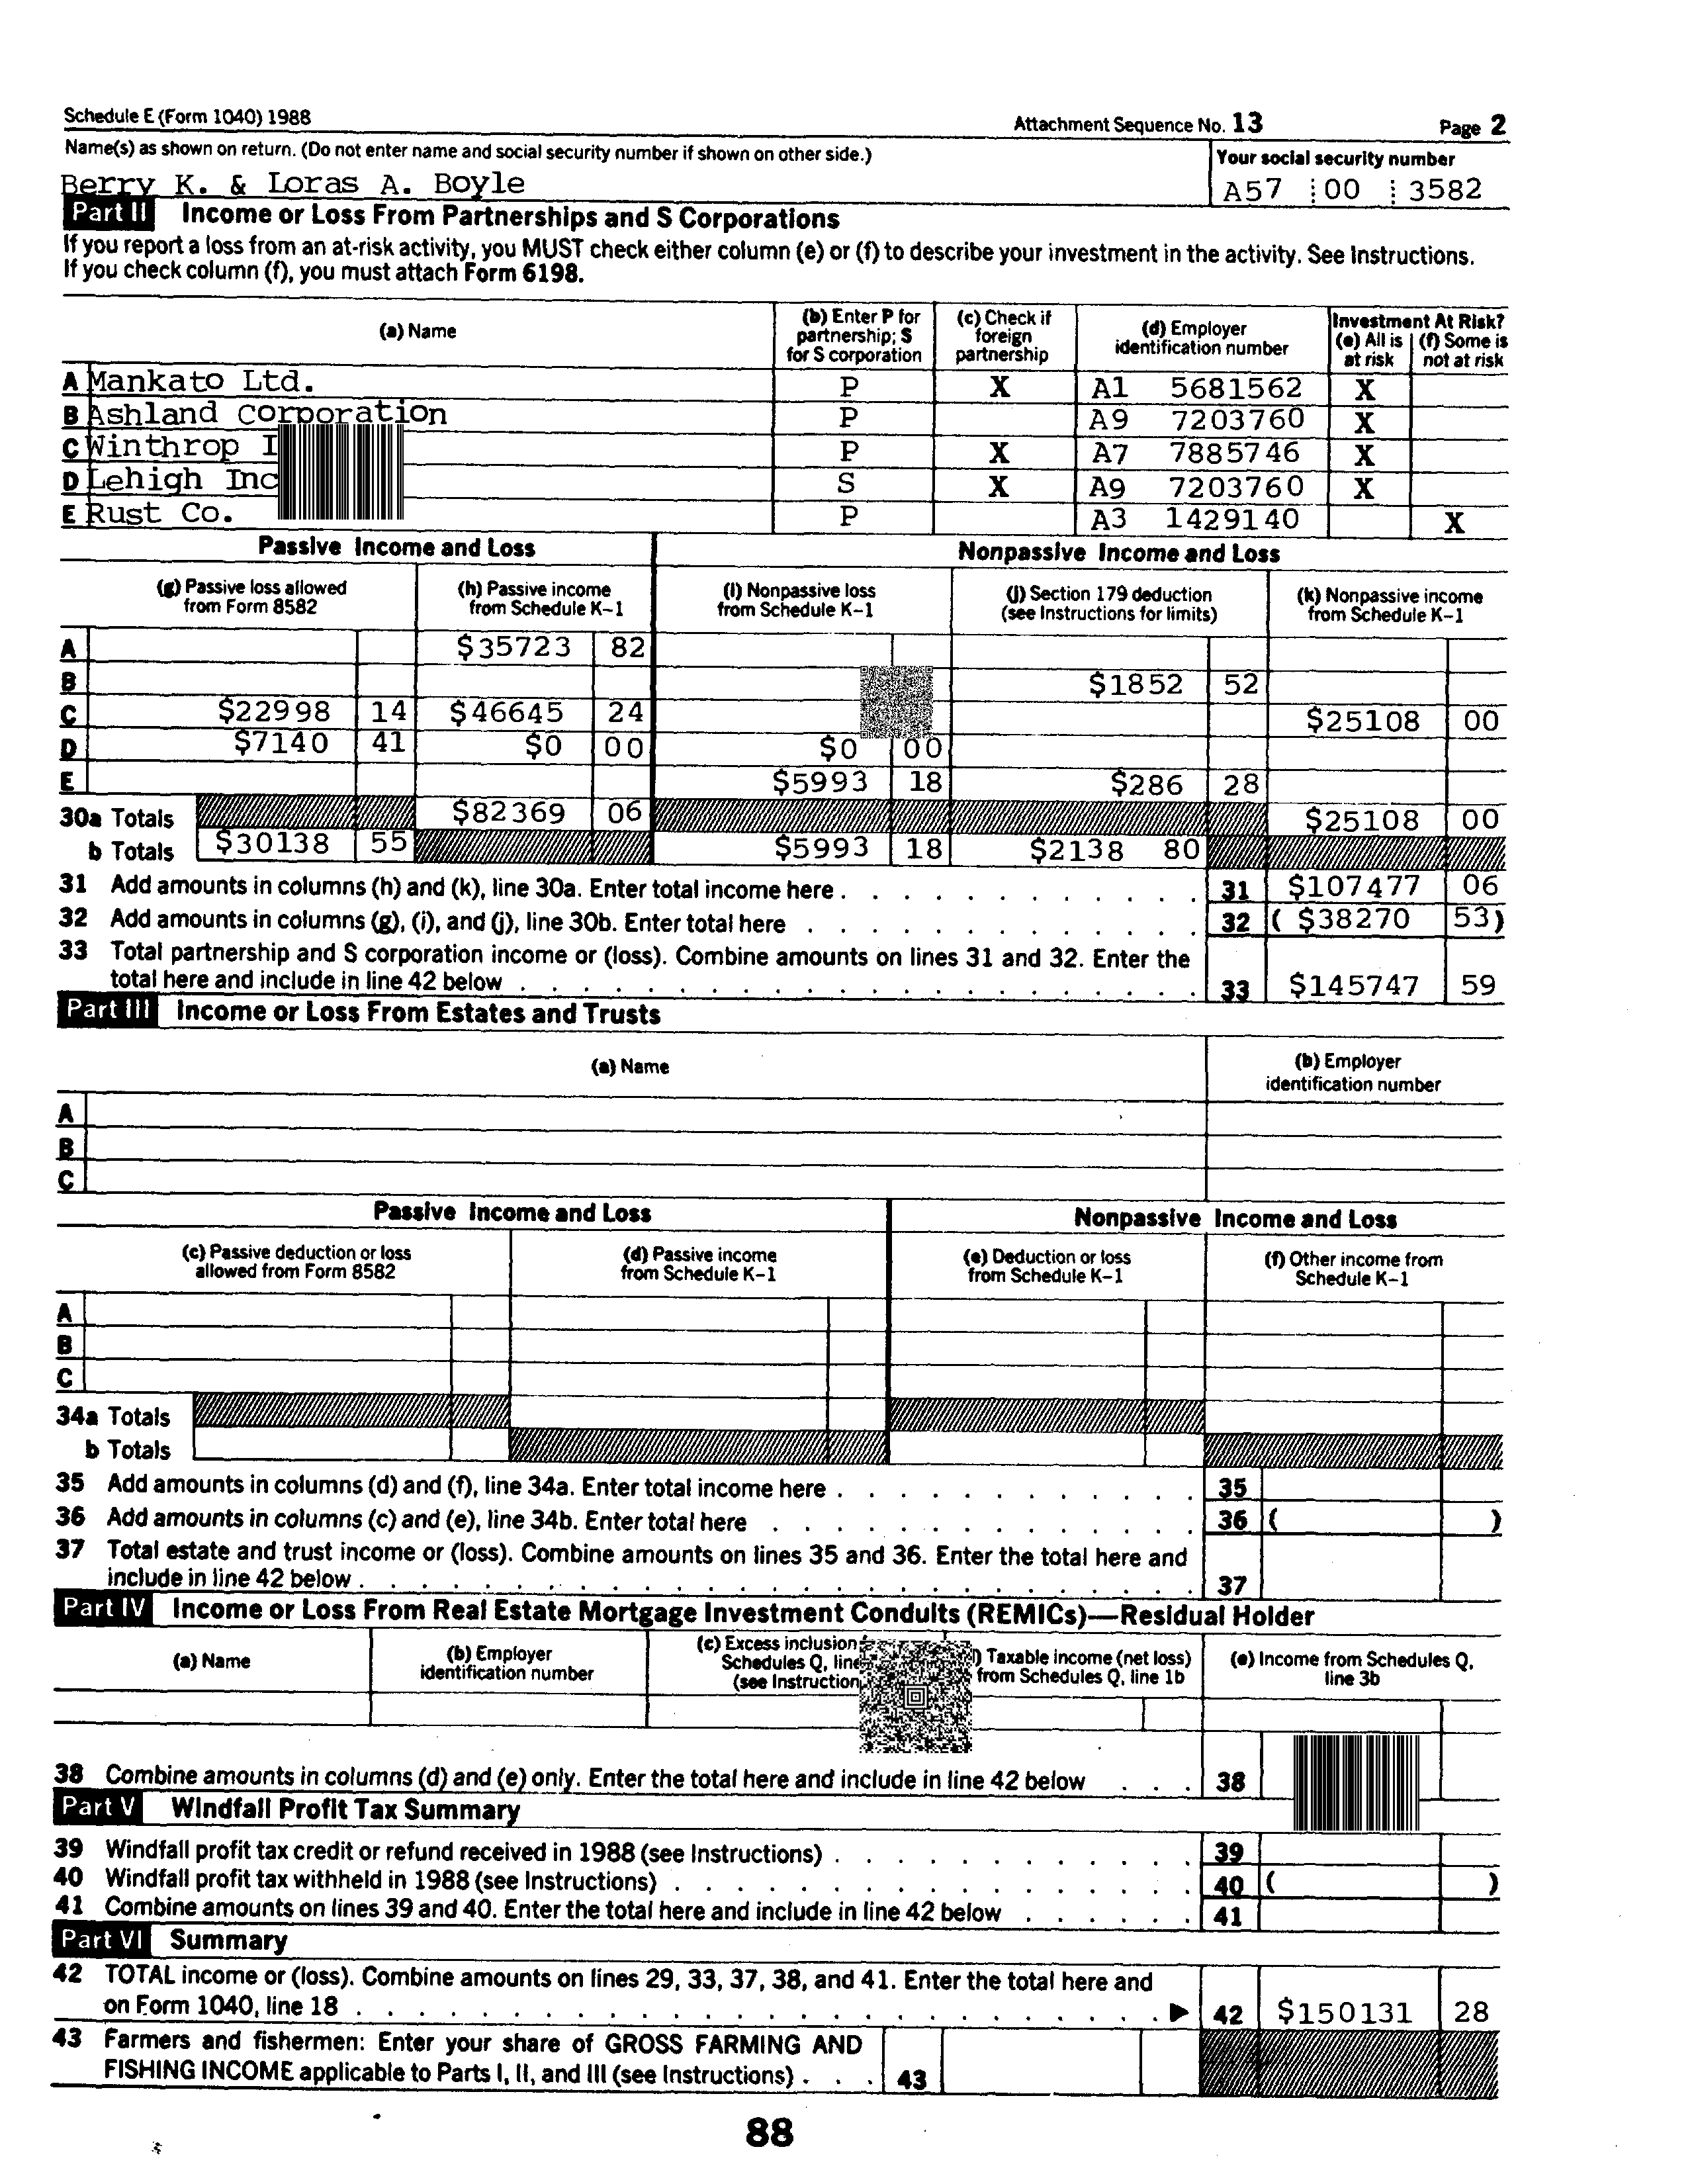 Schedule E (Form 1040) 1988 Attachment Sequence No. 13 Page 2
Name(s) as shown on return. (Do not enter name and social security number if shown on other side.) Your social security number
Berry K. & Loras A. Boyle A57 00 3582
Part II Income or Loss From Partnerships and S Corporations
If you report a loss from an at-risk activity, you MUST check either column (e) or (f) to describe your investment in the activity. See Instructions.
If you check column (f), you must attach Form 6198.
(a) Name (b) Enter P for partnership; S for S corporation (c) Check if foreign partnership (d) Employer identification number Investment At Risk? (e) All is at risk (f) Some is not at risk
A Mankato Ltd. P X A1 5681562 X
B Ashland Corporation P A9 7203760 X
C Winthrop P X A7 7885746 X
D Lehigh Inc S X A9 7203760 X
E Rust Co. P A3 1429140 X
Passive Income and Loss Nonpassive Income and Loss
(g) Passive loss allowed from Form 8582 (h) Passive income from Schedule K-1 (i) Nonpassive loss from Schedule K-1 (j) Section 179 deduction (see Instructions for limits) (k) Nonpassive income from Schedule K-1
A $35723 82
B $1852 52
C $22998 14 $46645 24 $25108 00
D $7140 41 $0 00 $0 00
E $5993 18 $286 28
30a Totals $82369 06 $25108 00
b Totals $30138 55 $5993 18 $2138 80
31 Add amounts in columns (h) and (k), line 30a. Enter total income here . . . 31 $107477 06
32 Add amounts in columns (g), (i), and (j), line 30b. Enter total here . . . 32 ( $38270 53)
33 Total partnership and S corporation income or (loss). Combine amounts on lines 31 and 32. Enter the
total here and include in line 42 below . . . 33 $145747 59
Part III Income or Loss From Estates and Trusts
(a) Name (b) Employer identification number
A
B
C
Passive Income and Loss Nonpassive Income and Loss
(c) Passive deduction or loss allowed from Form 8582 (d) Passive income from Schedule K-1 (e) Deduction or loss from Schedule K-1 (f) Other income from Schedule K-1
A
B
C
34a Totals
b Totals
35 Add amounts in columns (d) and (f), line 34a. Enter total income here . . . 35
36 Add amounts in columns (c) and (e), line 34b. Enter total here . . . 36 ( )
37 Total estate and trust income or (loss). Combine amounts on lines 35 and 36. Enter the total here and
include in line 42 below . . . 37
Part IV Income or Loss From Real Estate Mortgage Investment Conduits (REMICs)—Residual Holder
(a) Name (b) Employer identification number (c) Excess inclusion Schedules Q, line (see Instruction ) Taxable income (net loss) from Schedules Q, line 1b (e) Income from Schedules Q, line 3b
38 Combine amounts in columns (d) and (e) only. Enter the total here and include in line 42 below . . . 38
Part V Windfall Profit Tax Summary
39 Windfall profit tax credit or refund received in 1988 (see Instructions) . . . 39
40 Windfall profit tax withheld in 1988 (see Instructions) . . . 40 ( )
41 Combine amounts on lines 39 and 40. Enter the total here and include in line 42 below . . . 41
Part VI Summary
42 TOTAL income or (loss). Combine amounts on lines 29, 33, 37, 38, and 41. Enter the total here and
on Form 1040, line 18 . . . ▶ 42 $150131 28
43 Farmers and fishermen: Enter your share of GROSS FARMING AND
FISHING INCOME applicable to Parts I, II, and III (see Instructions) . . . 43
88